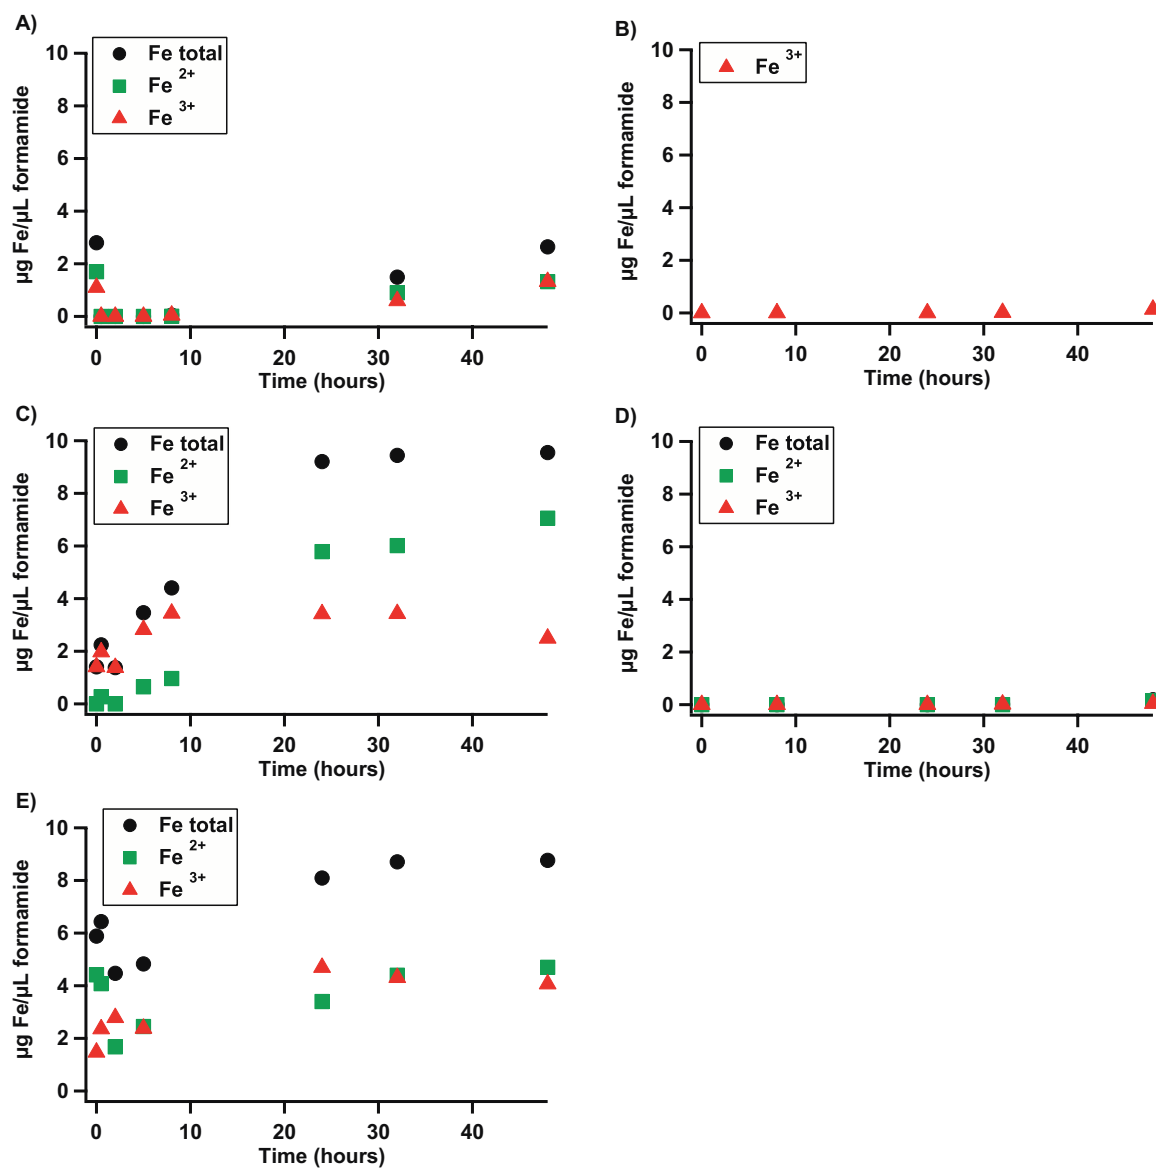 A)
Fe total
Fe 2+
Fe 3+
10
8
6
4
2
0
µg Fe/µL formamide
0 10 20 30 40
Time (hours)
B)
Fe 3+
10
8
6
4
2
0
µg Fe/µL formamide
0 10 20 30 40
Time (hours)
C)
Fe total
Fe 2+
Fe 3+
10
8
6
4
2
0
µg Fe/µL formamide
0 10 20 30 40
Time (hours)
D)
Fe total
Fe 2+
Fe 3+
10
8
6
4
2
0
µg Fe/µL formamide
0 10 20 30 40
Time (hours)
E)
Fe total
Fe 2+
Fe 3+
10
8
6
4
2
0
µg Fe/µL formamide
0 10 20 30 40
Time (hours)